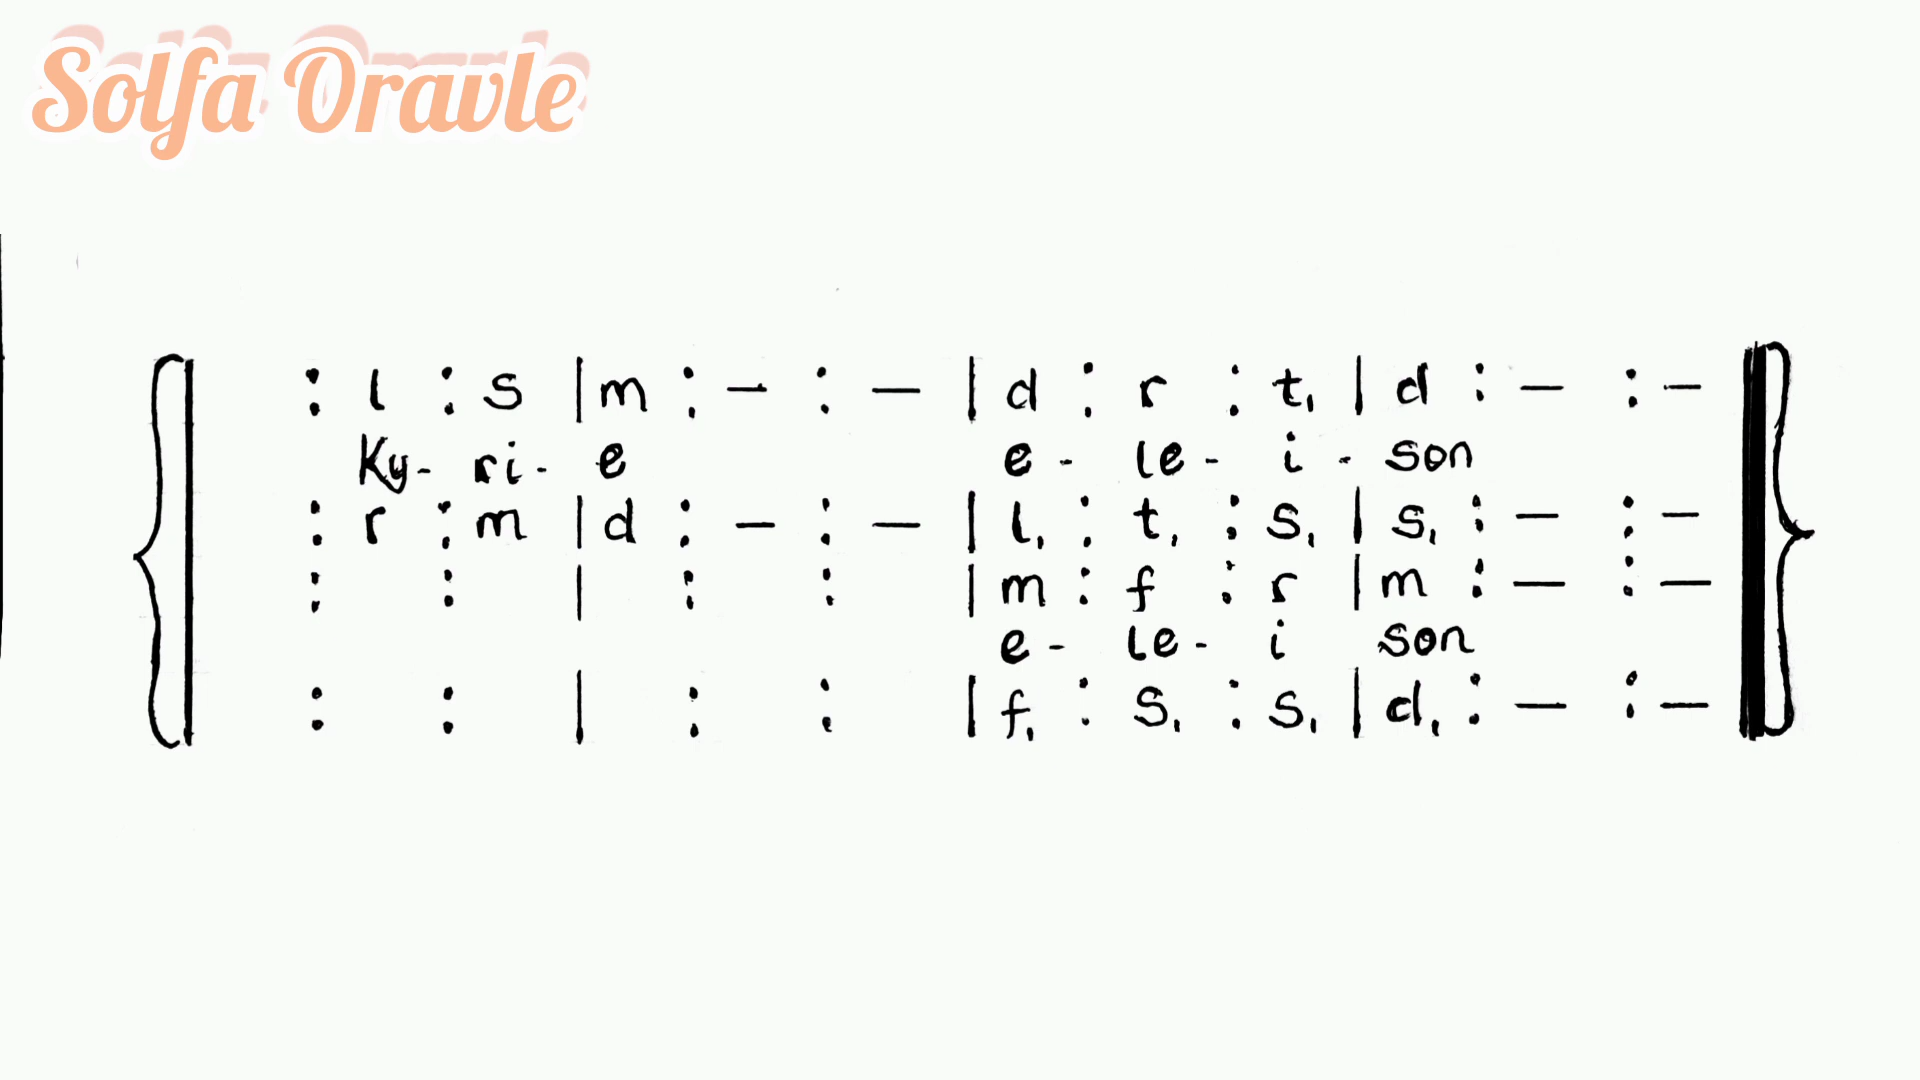 Solfa Oravle
: l : s | m : — : — | d : r : t, | d : — : —
Ky- ri- e e - le - i - son
: r : m | d : — : — | l, : t, : s, | s, : — : —
: : | : : | m : f : r | m : — : —
e - le - i son
: : | : : | f, : s, : s, | d, : — : —